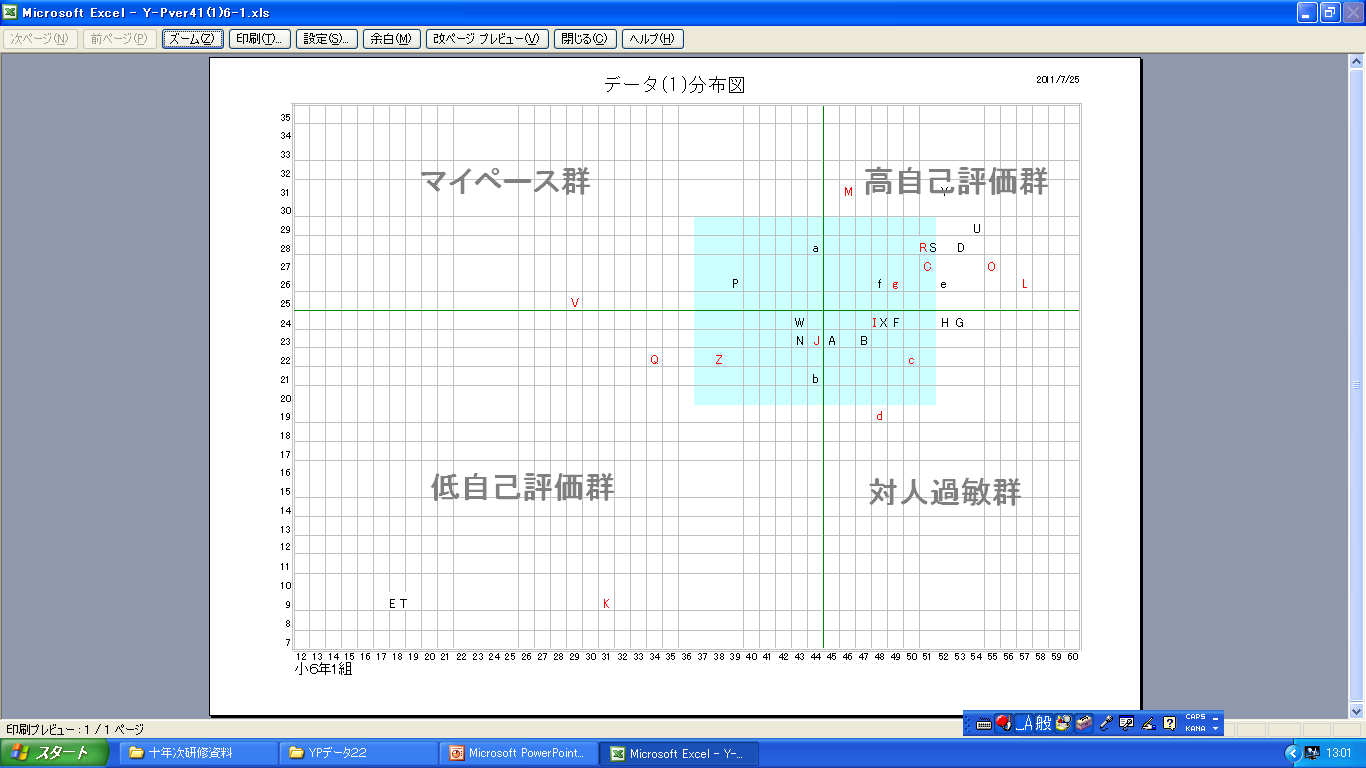 Microsoft Excel - Y-Pver41(1)6-1.xls
次ページ(N) 前ページ(P) ズーム(Z) 印刷(T)... 設定(S)... 余白(M) 改ページ プレビュー(V) 閉じる(C) ヘルプ(H)
データ(1)分布図
2011/7/25
35
34
33
マイペース群 高自己評価群
32
31 M Y
30
29 U
28 a R S D
27 C O
26 P f g e L
25 V
24 W I X F H G
23 N J A B
22 Q Z c
21 b
20
19 d
18
17
16
低自己評価群 対人過敏群
15
14
13
12
11
10
9 E T K
8
7
12 13 14 15 16 17 18 19 20 21 22 23 24 25 26 27 28 29 30 31 32 33 34 35 36 37 38 39 40 41 42 43 44 45 46 47 48 49 50 51 52 53 54 55 56 57 58 59 60
小6年1組
印刷プレビュー : 1 / 1 ページ
A 般 CAPS
KANA
スタート 十年次研修資料 YPデータ22 Microsoft PowerPoint... Microsoft Excel - Y-... 13:01